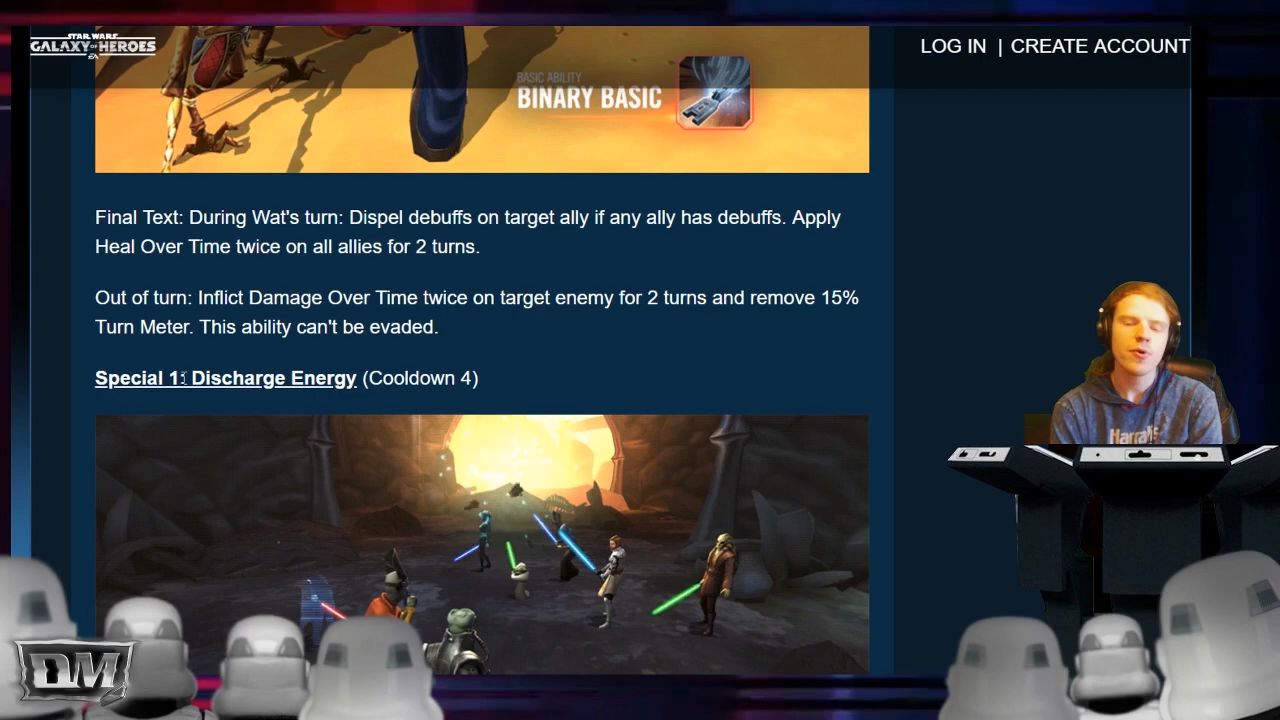 STAR WARS
GALAXY OF HEROES
EA
LOG IN | CREATE ACCOUNT
BASIC ABILITY
BINARY BASIC
Final Text: During Wat's turn: Dispel debuffs on target ally if any ally has debuffs. Apply
Heal Over Time twice on all allies for 2 turns.
Out of turn: Inflict Damage Over Time twice on target enemy for 2 turns and remove 15%
Turn Meter. This ability can't be evaded.
Special 1: Discharge Energy (Cooldown 4)
DM